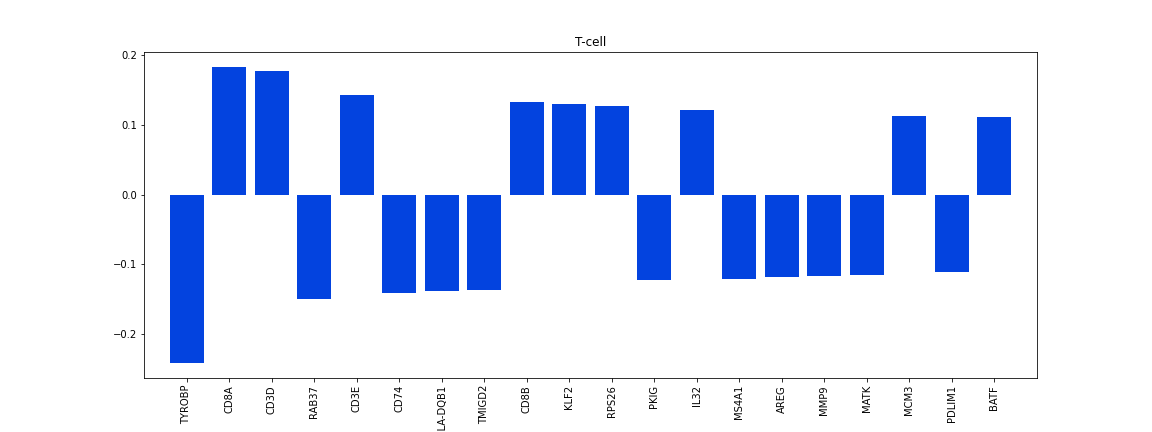 T-cell
0.2
0.1
0.0
−0.1
−0.2
TYROBP
CD8A
CD3D
RAB37
CD3E
CD74
LA-DQB1
TMIGD2
CD8B
KLF2
RPS26
PKIG
IL32
MS4A1
AREG
MMP9
MATK
MCM3
PDLIM1
BATF